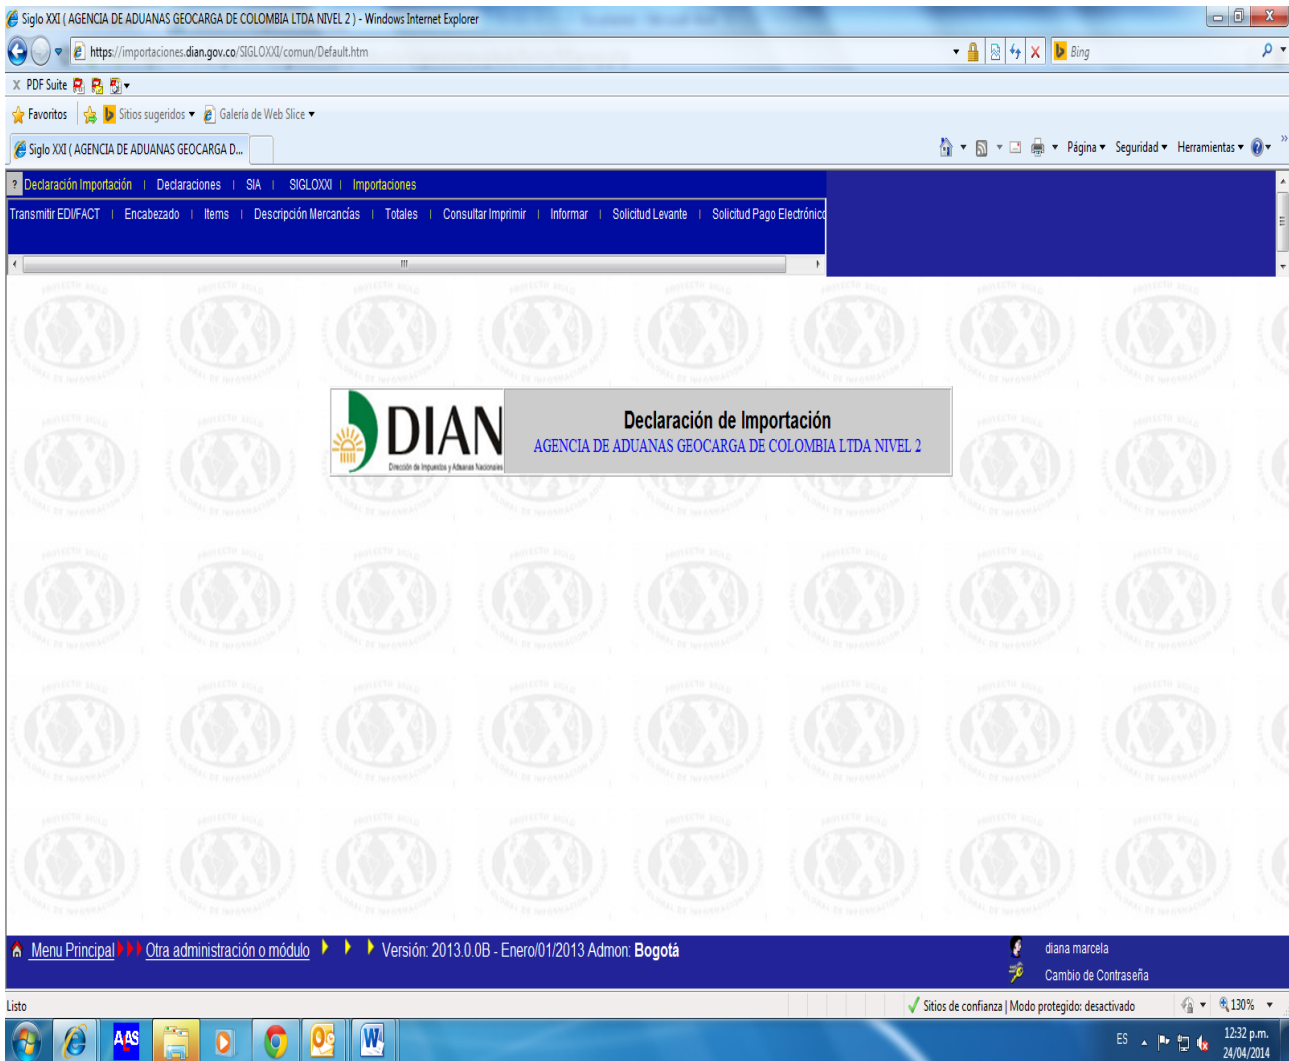 Siglo XXI ( AGENCIA DE ADUANAS GEOCARGA DE COLOMBIA LTDA NIVEL 2 ) - Windows Internet Explorer
https://importaciones.dian.gov.co/SIGLOXXI/comun/Default.htm
Bing
X PDF Suite
Favoritos Sitios sugeridos Galería de Web Slice
Siglo XXI ( AGENCIA DE ADUANAS GEOCARGA D... Página Seguridad Herramientas
? Declaración Importación | Declaraciones | SIA | SIGLOXXI | Importaciones
Transmitir EDI/FACT | Encabezado | Items | Descripción Mercancías | Totales | Consultar Imprimir | Informar | Solicitud Levante | Solicitud Pago Electrónico
DIAN
Dirección de Impuestos y Aduanas Nacionales
Declaración de Importación
AGENCIA DE ADUANAS GEOCARGA DE COLOMBIA LTDA NIVEL 2
Menu Principal Otra administración o módulo Versión: 2013.0.0B - Enero/01/2013 Admon: Bogotá
diana marcela
Cambio de Contraseña
Listo Sitios de confianza | Modo protegido: desactivado 130%
ES 12:32 p.m.
24/04/2014